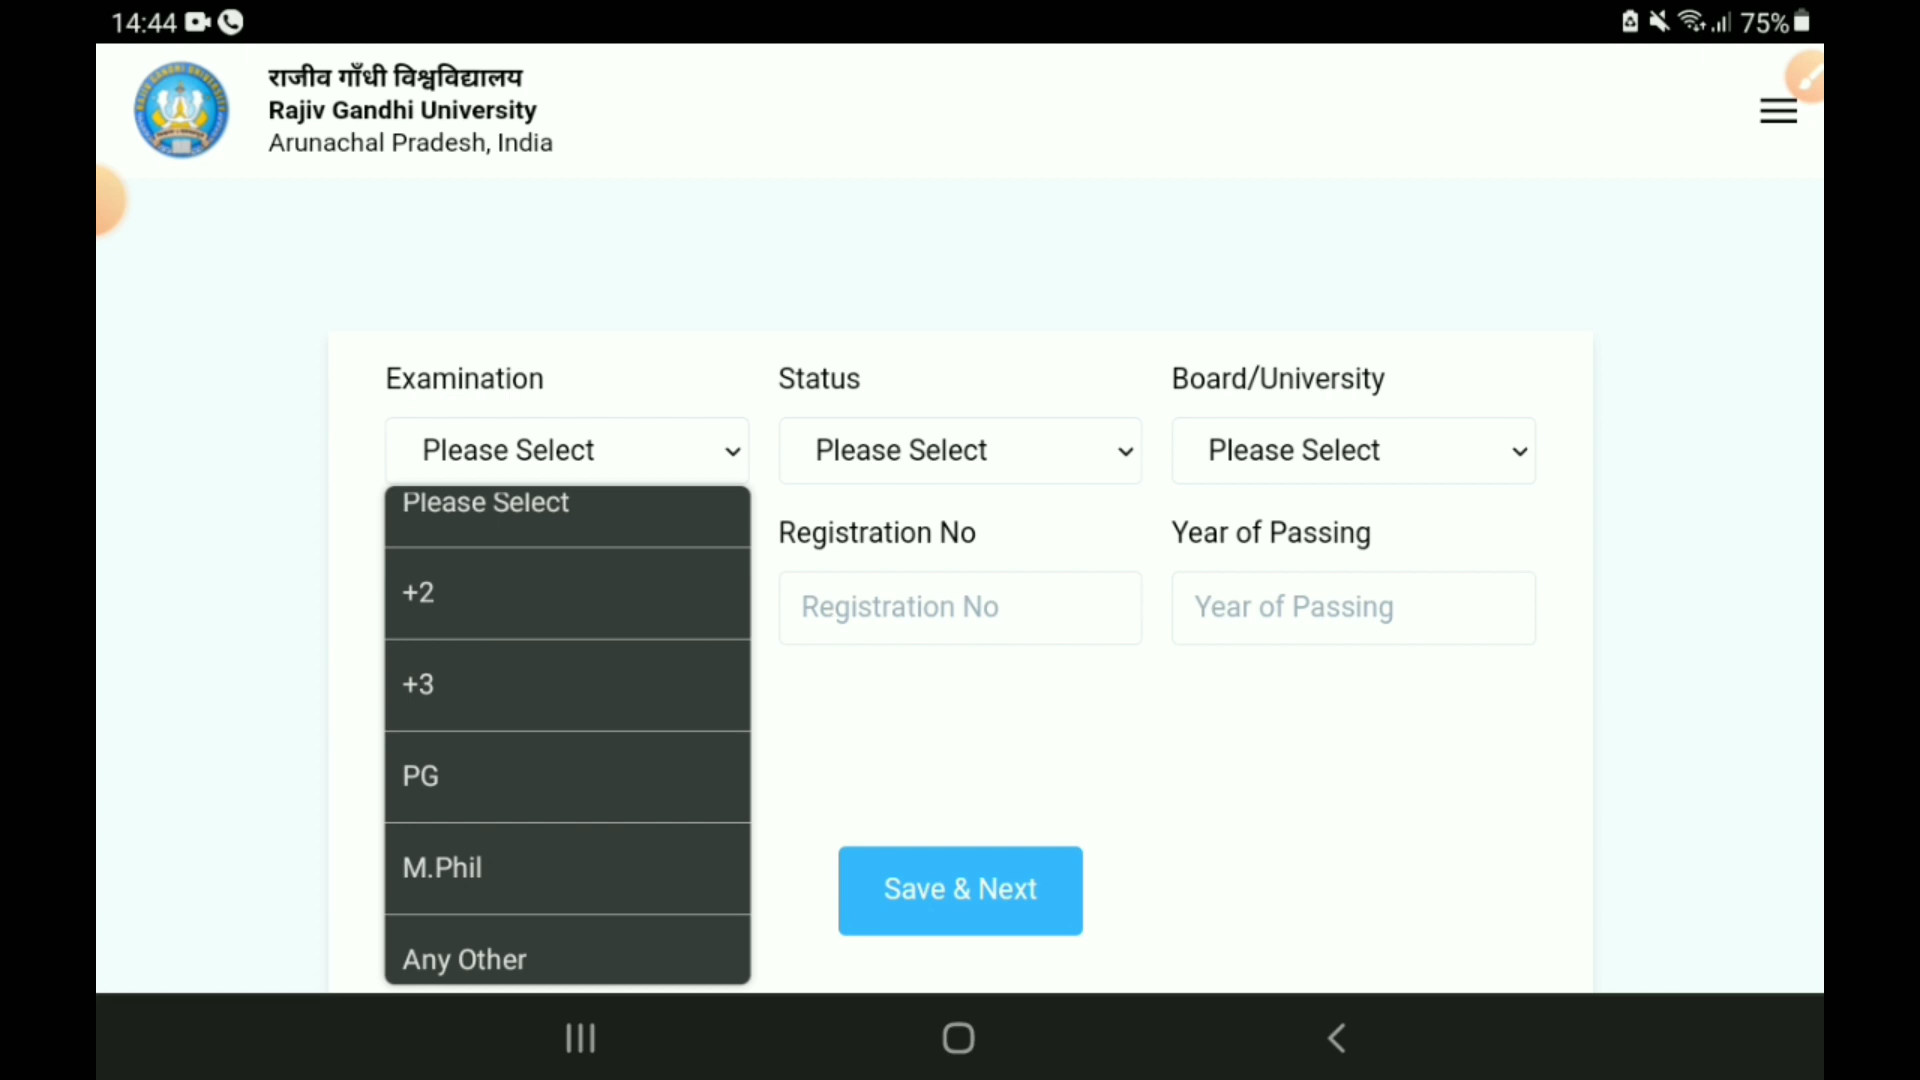 14:44
75%
राजीव गाँधी विश्वविद्यालय
Rajiv Gandhi University
Arunachal Pradesh, India
Examination
Status
Board/University
Please Select
Please Select
Please Select
Please Select
+2
+3
PG
M.Phil
Any Other
Registration No
Year of Passing
Registration No
Year of Passing
Save & Next